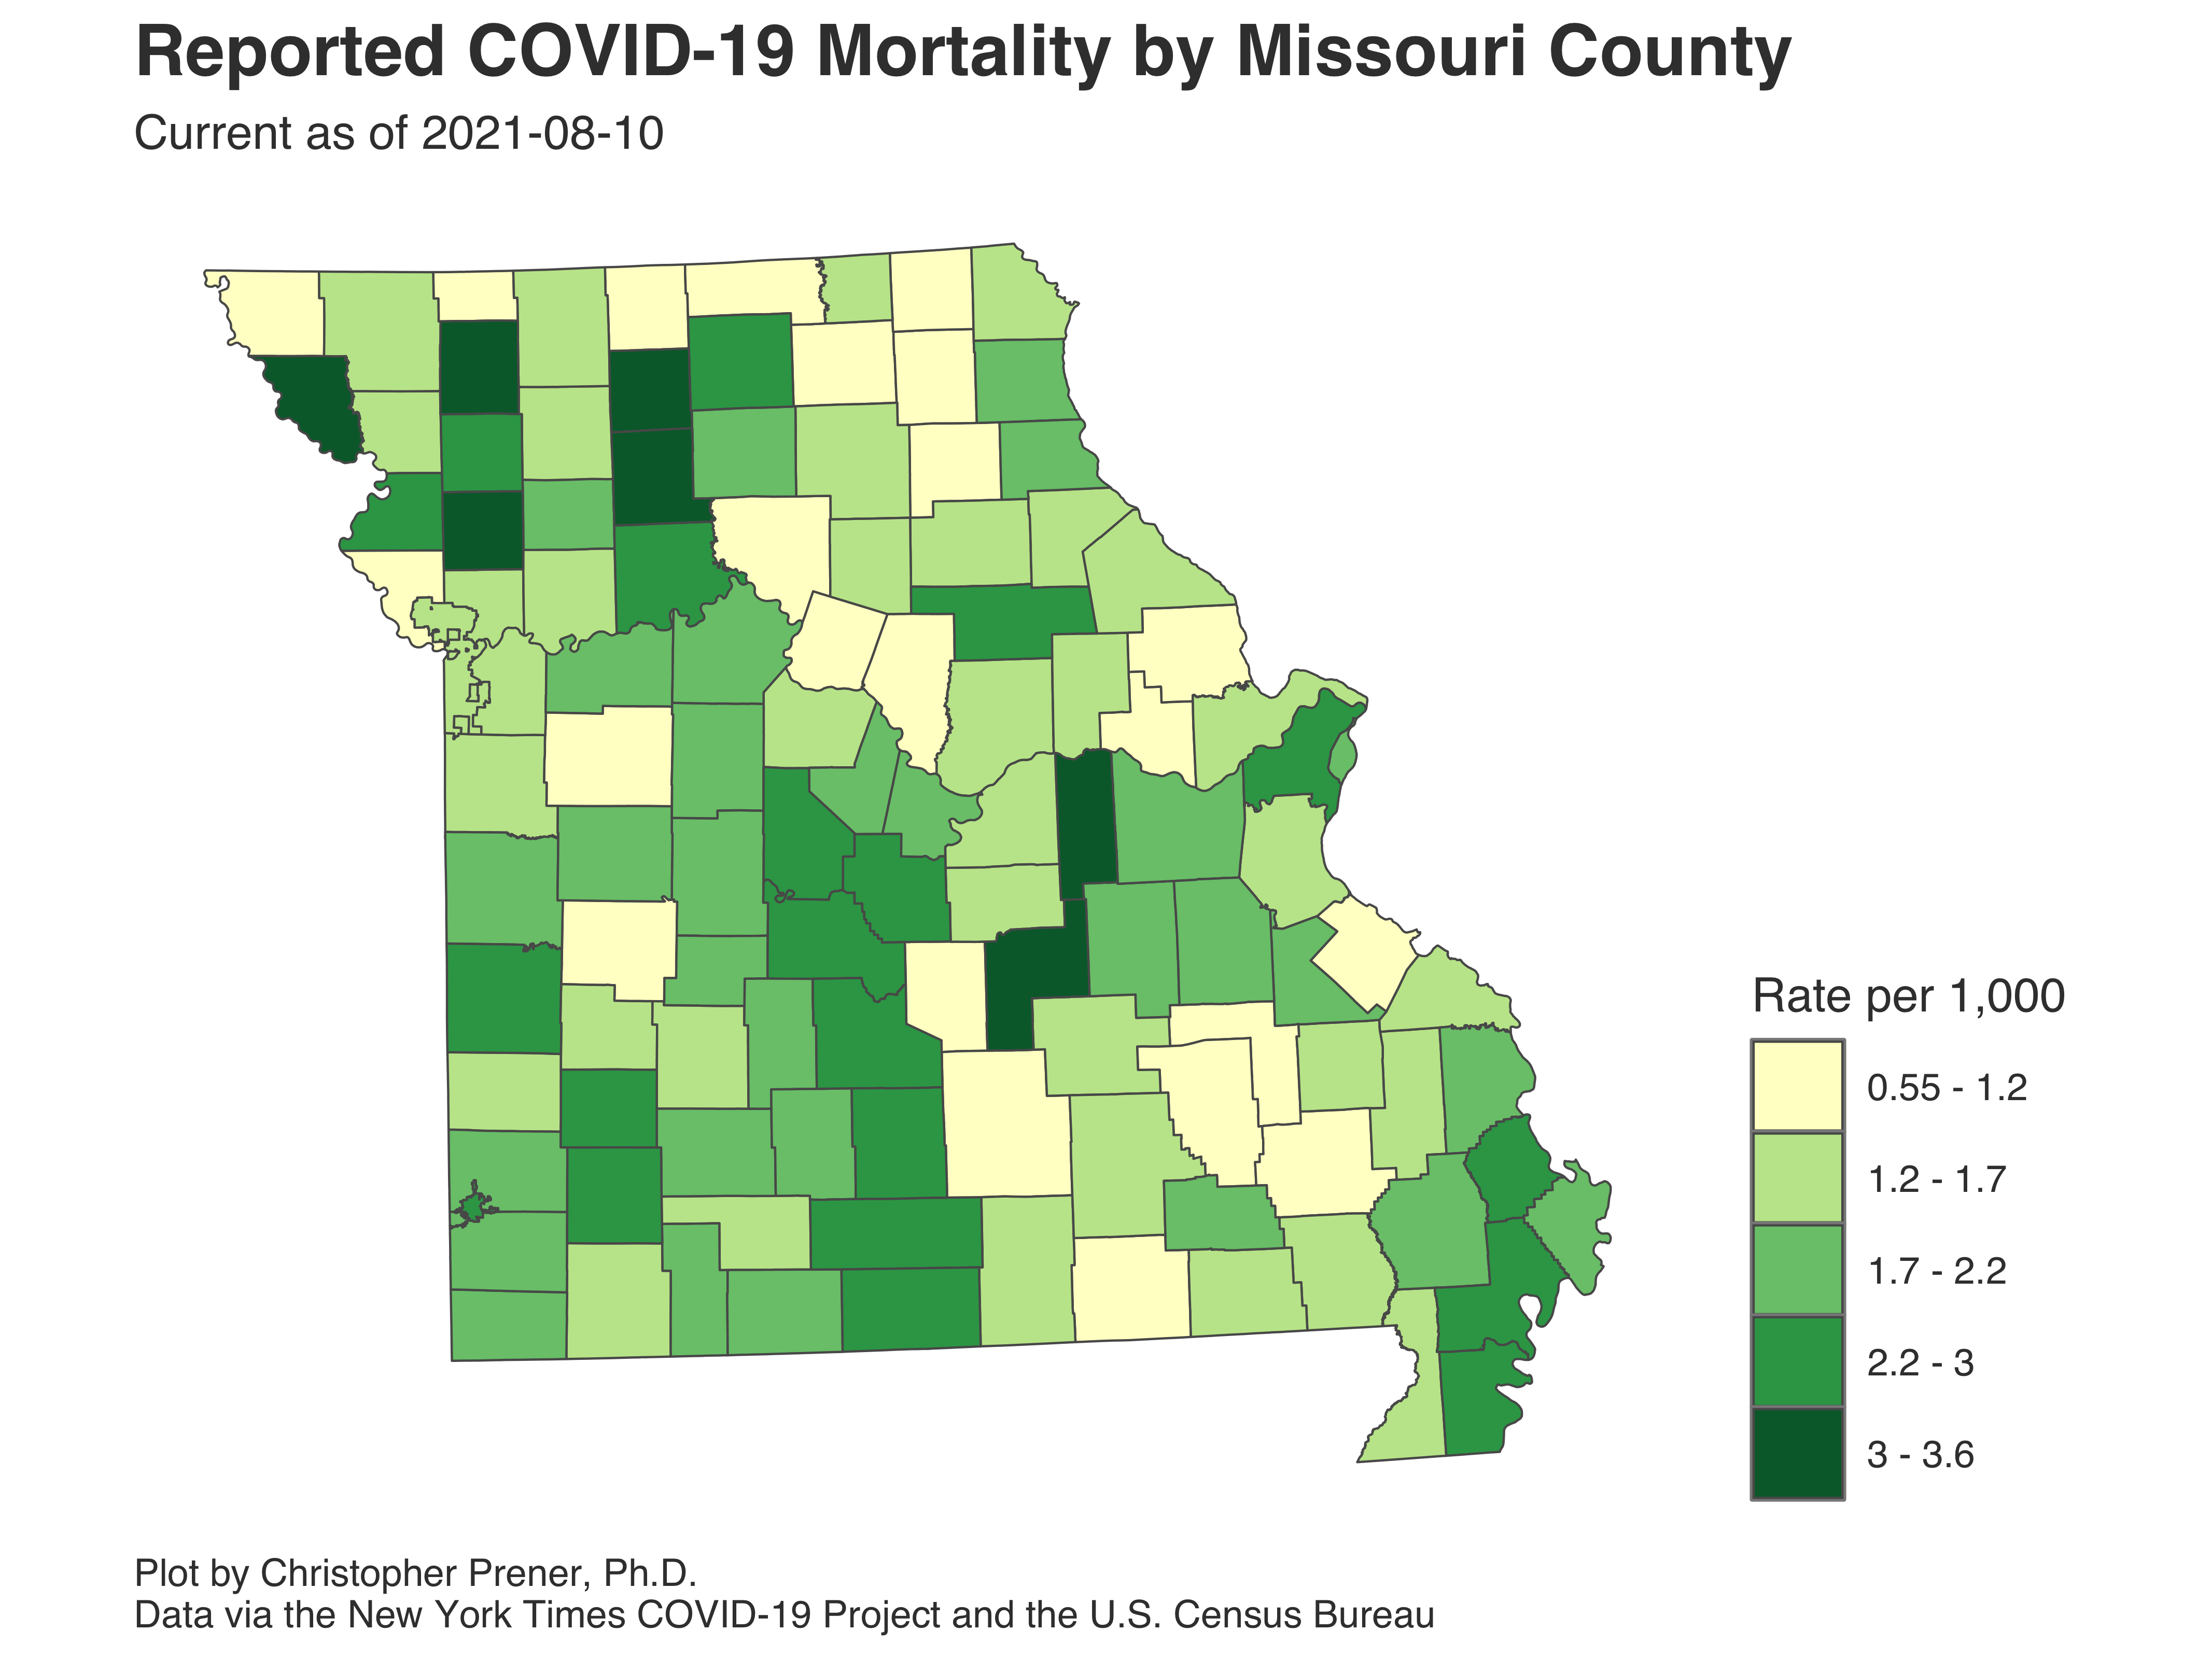 Reported COVID-19 Mortality by Missouri County
Current as of 2021-08-10
Rate per 1,000
0.55 - 1.2
1.2 - 1.7
1.7 - 2.2
2.2 - 3
3 - 3.6
Plot by Christopher Prener, Ph.D.
Data via the New York Times COVID-19 Project and the U.S. Census Bureau